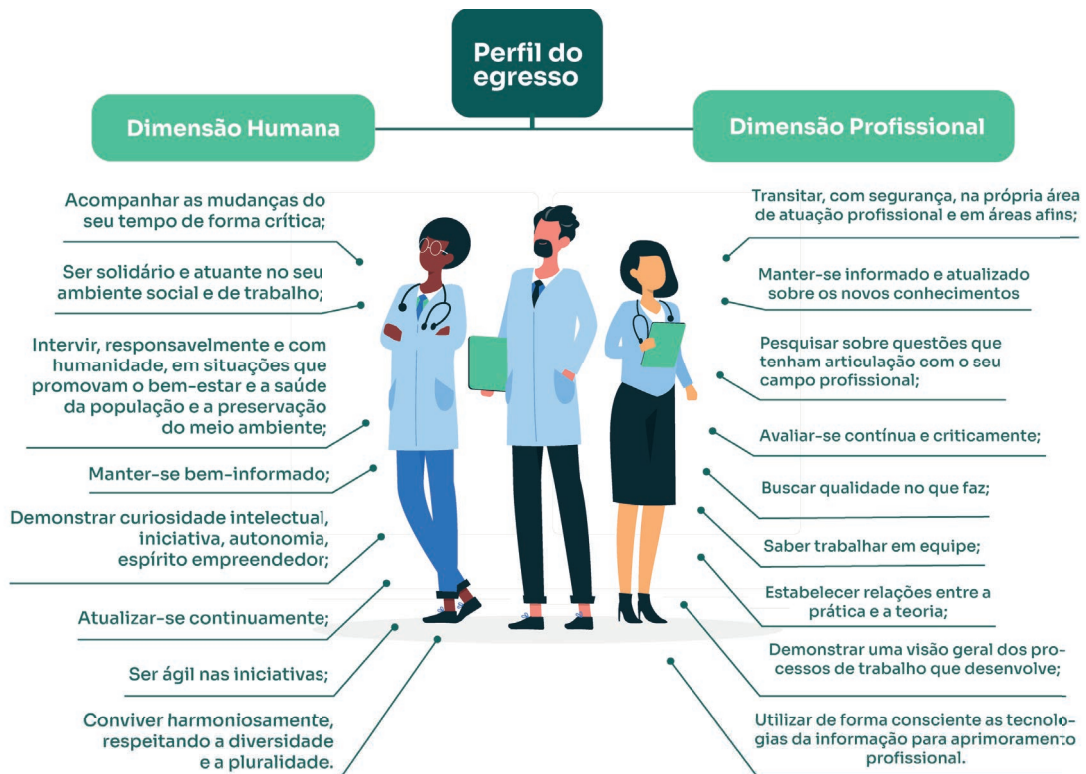 Perfil do
egresso
Dimensão Humana
Acompanhar as mudanças do
seu tempo de forma crítica;
Ser solidário e atuante no seu
ambiente social e de trabalho;
Intervir, responsavelmente e com
humanidade, em situações que
promovam o bem-estar e a saúde
da população e a preservação
do meio ambiente;
Manter-se bem-informado;
Demonstrar curiosidade intelectual,
iniciativa, autonomia,
espírito empreendedor;
Atualizar-se continuamente;
Ser ágil nas iniciativas;
Conviver harmoniosamente,
respeitando a diversidade
e a pluralidade.
Dimensão Profissional
Transitar, com segurança, na própria área
de atuação profissional e em áreas afins;
Manter-se informado e atualizado
sobre os novos conhecimentos
Pesquisar sobre questões que
tenham articulação com o seu
campo profissional;
Avaliar-se contínua e criticamente;
Buscar qualidade no que faz;
Saber trabalhar em equipe;
Estabelecer relações entre a
prática e a teoria;
Demonstrar uma visão geral dos pro-
cessos de trabalho que desenvolve;
Utilizar de forma consciente as tecnolo-
gias da informação para aprimoramento
profissional.